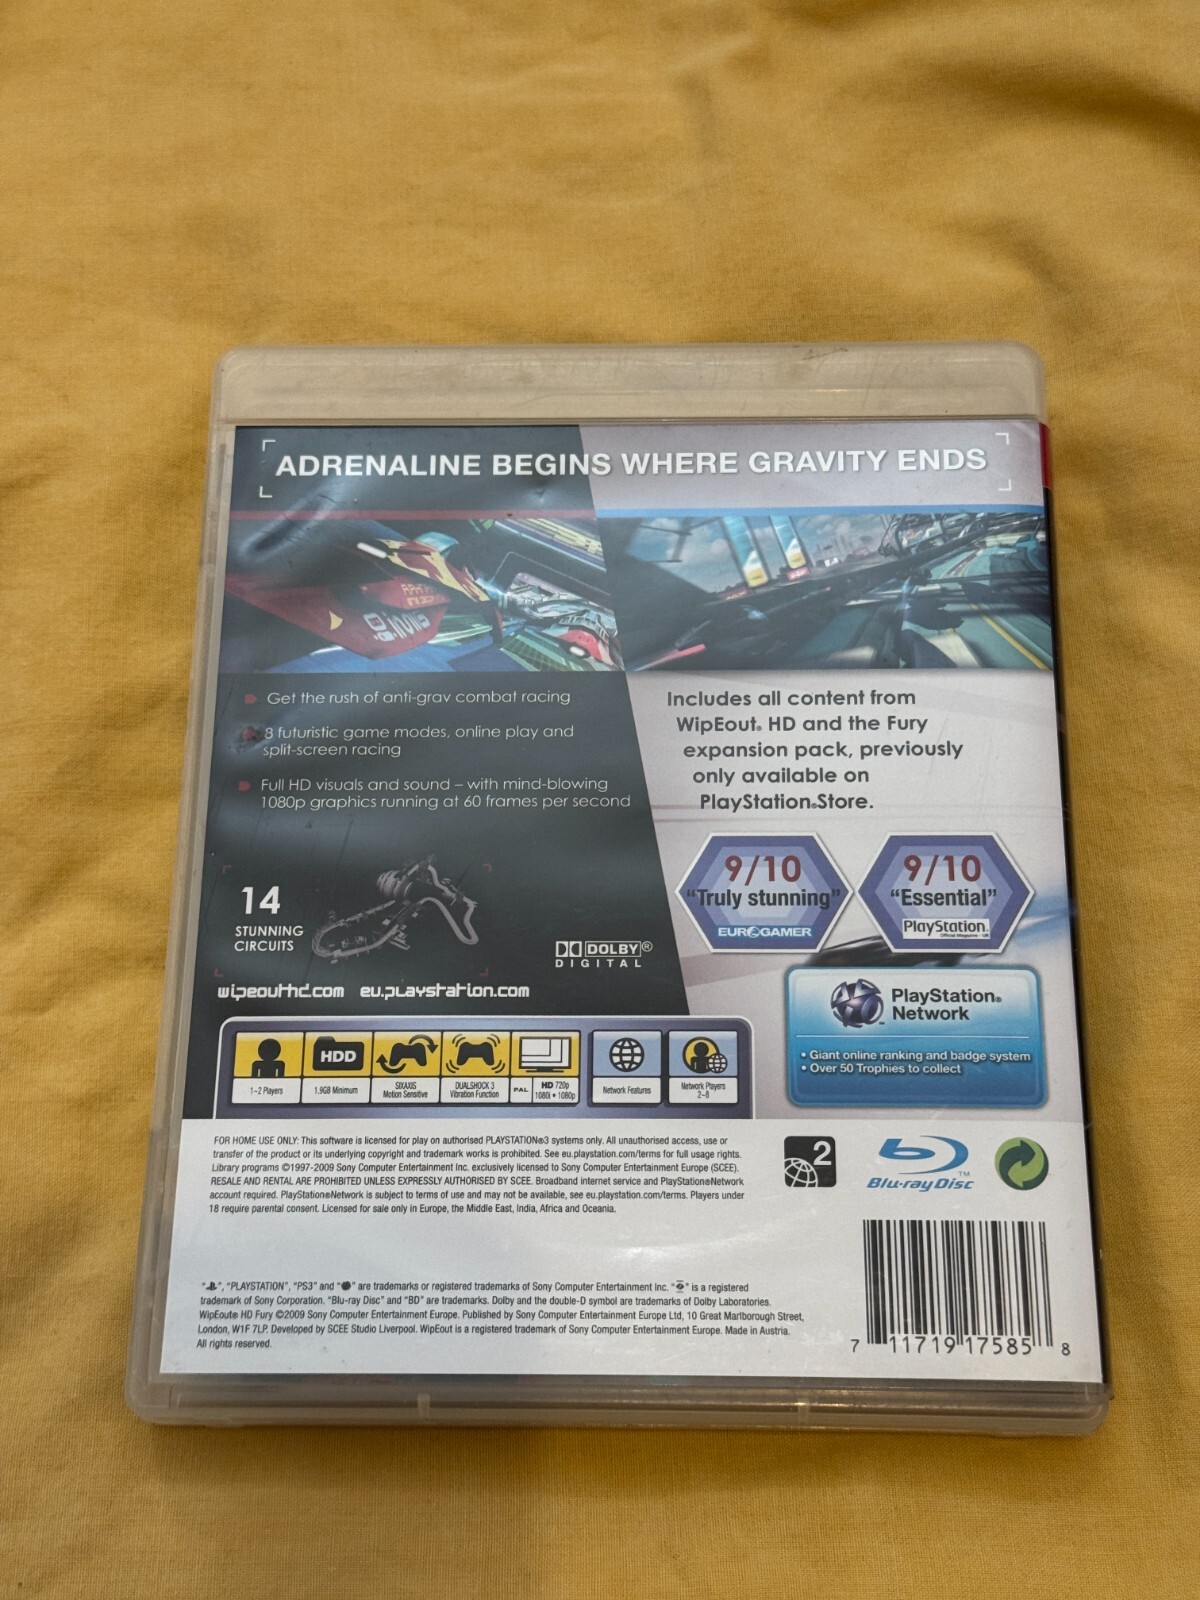 ADRENALINE BEGINS WHERE GRAVITY ENDS
Get the rush of anti-grav combat racing
8 futuristic game modes, online play and
split-screen racing
Full HD visuals and sound – with mind-blowing
1080p graphics running at 60 frames per second
Includes all content from
WipEout® HD and the Fury
expansion pack, previously
only available on
PlayStation®Store.
14
STUNNING
CIRCUITS
DOLBY®
DIGITAL
wipeouthd.com eu.playstation.com
9/10
"Truly stunning"
EUROGAMER
9/10
"Essential"
PlayStation
Official Magazine - UK
PlayStation®
Network
• Giant online ranking and badge system
• Over 50 Trophies to collect
1-2 Players
HDD
1.9GB Minimum
SIXAXIS
Motion Sensitive
DUALSHOCK 3
Vibration Function
PAL
HD 720p
1080i • 1080p
Network Features
Network Players
2-8
FOR HOME USE ONLY: This software is licensed for play on authorised PLAYSTATION®3 systems only. All unauthorised access, use or
transfer of the product or its underlying copyright and trademark works is prohibited. See eu.playstation.com/terms for full usage rights.
Library programs ©1997-2009 Sony Computer Entertainment Inc. exclusively licensed to Sony Computer Entertainment Europe (SCEE).
RESALE AND RENTAL ARE PROHIBITED UNLESS EXPRESSLY AUTHORISED BY SCEE. Broadband internet service and PlayStation®Network
account required. PlayStation®Network is subject to terms of use and may not be available, see eu.playstation.com/terms. Players under
18 require parental consent. Licensed for sale only in Europe, the Middle East, India, Africa and Oceania.
2
Blu-ray Disc
TM
"", "PLAYSTATION", "PS3" and "" are trademarks or registered trademarks of Sony Computer Entertainment Inc. "" is a registered
trademark of Sony Corporation. "Blu-ray Disc" and "BD" are trademarks. Dolby and the double-D symbol are trademarks of Dolby Laboratories.
WipEout® HD Fury ©2009 Sony Computer Entertainment Europe. Published by Sony Computer Entertainment Europe Ltd, 10 Great Marlborough Street,
London, W1F 7LP. Developed by SCEE Studio Liverpool. WipEout is a registered trademark of Sony Computer Entertainment Europe. Made in Austria.
All rights reserved.
7 11719 17585 8